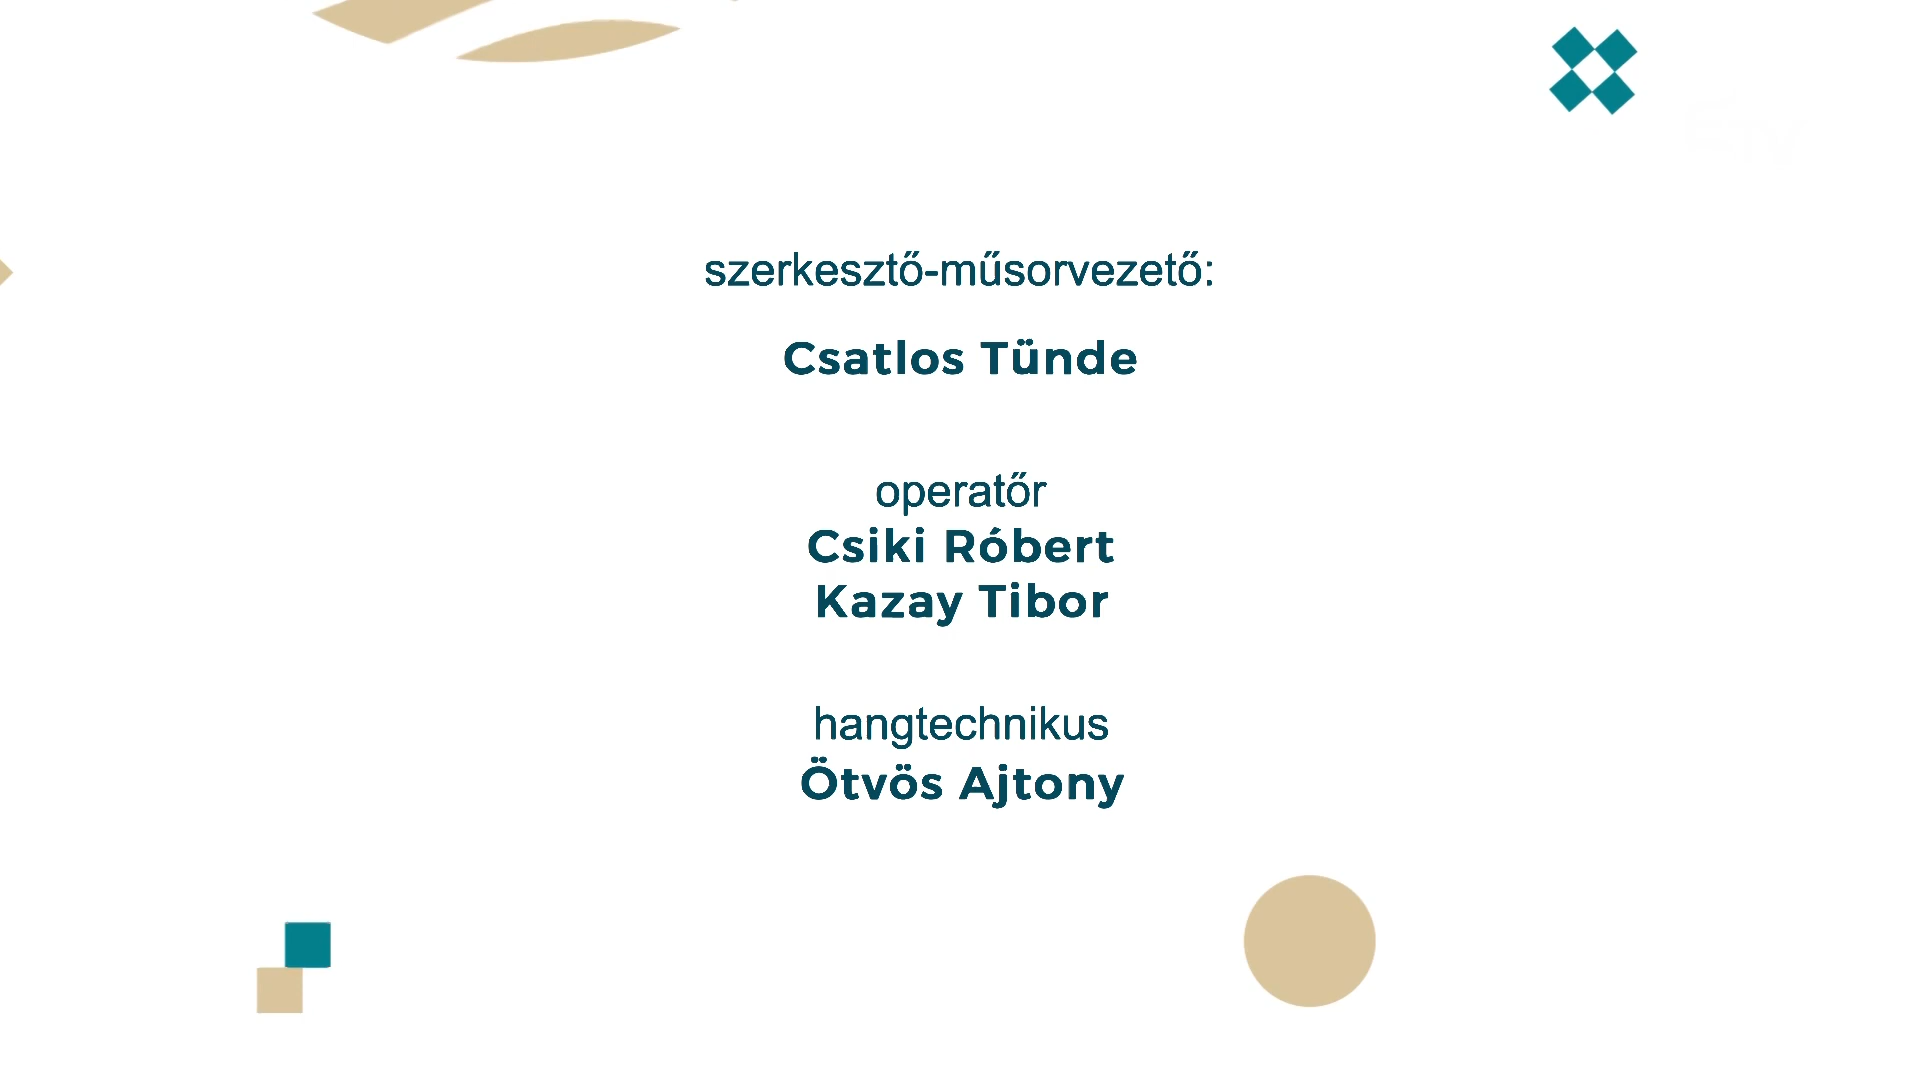 szerkesztő-műsorvezető:
Csatlos Tünde
operatőr
Csiki Róbert
Kazay Tibor
hangtechnikus
Ötvös Ajtony